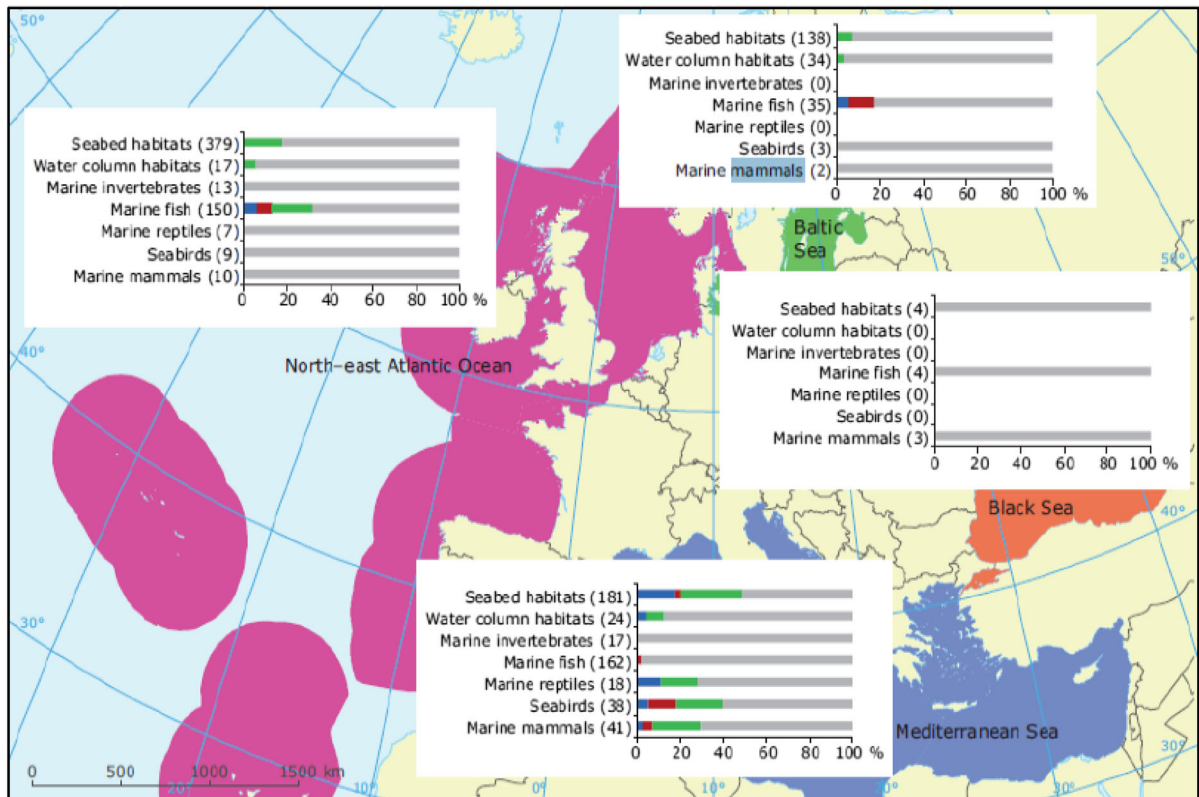 50°
Seabed habitats (138)
Water column habitats (34)
Marine invertebrates (0)
Marine fish (35)
Marine reptiles (0)
Seabirds (3)
Marine mammals (2)
0 20 40 60 80 100 %
Seabed habitats (379)
Water column habitats (17)
Marine invertebrates (13)
Marine fish (150)
Marine reptiles (7)
Seabirds (9)
Marine mammals (10)
0 20 40 60 80 100 %
Baltic
Sea
50°
40°
North-east Atlantic Ocean
Seabed habitats (4)
Water column habitats (0)
Marine invertebrates (0)
Marine fish (4)
Marine reptiles (0)
Seabirds (0)
Marine mammals (3)
0 20 40 60 80 100 %
Black Sea
40°
30°
Seabed habitats (181)
Water column habitats (24)
Marine invertebrates (17)
Marine fish (162)
Marine reptiles (18)
Seabirds (38)
Marine mammals (41)
0 20 40 60 80 100 %
Mediterranean Sea
30°
0 500 1000 1500 km
20° 0° 10° 20° 30°